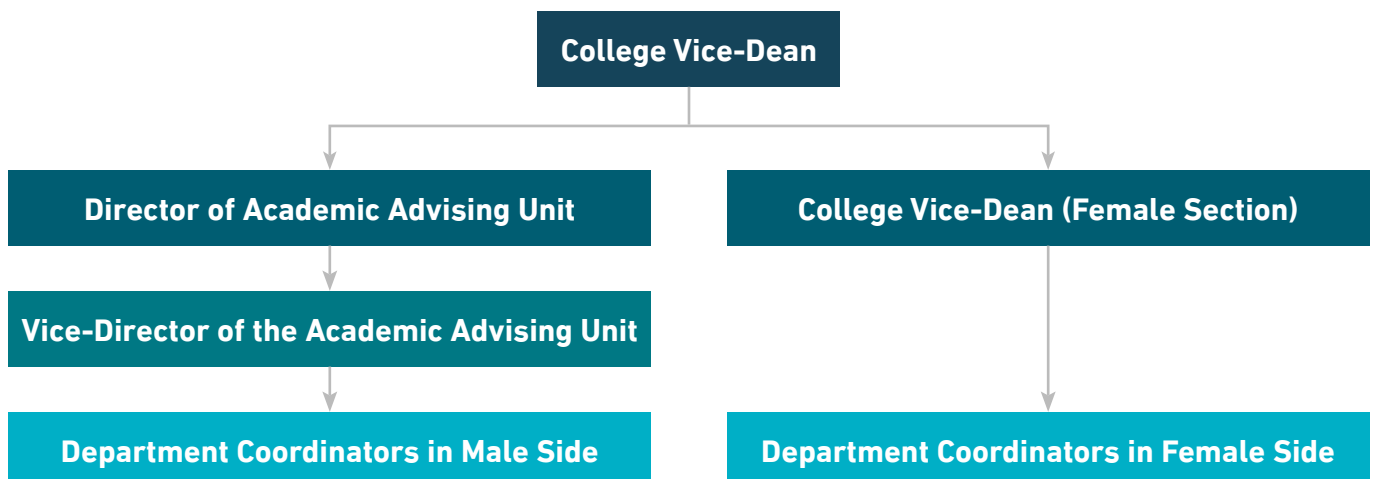 College Vice-Dean
Director of Academic Advising Unit
College Vice-Dean (Female Section)
Vice-Director of the Academic Advising Unit
Department Coordinators in Male Side
Department Coordinators in Female Side